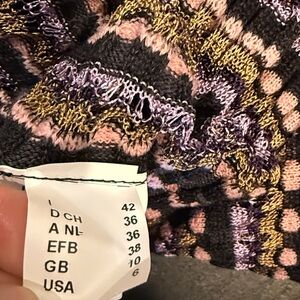 I 42
D CH 36
A NL 36
EFB 38
GB 10
USA 6